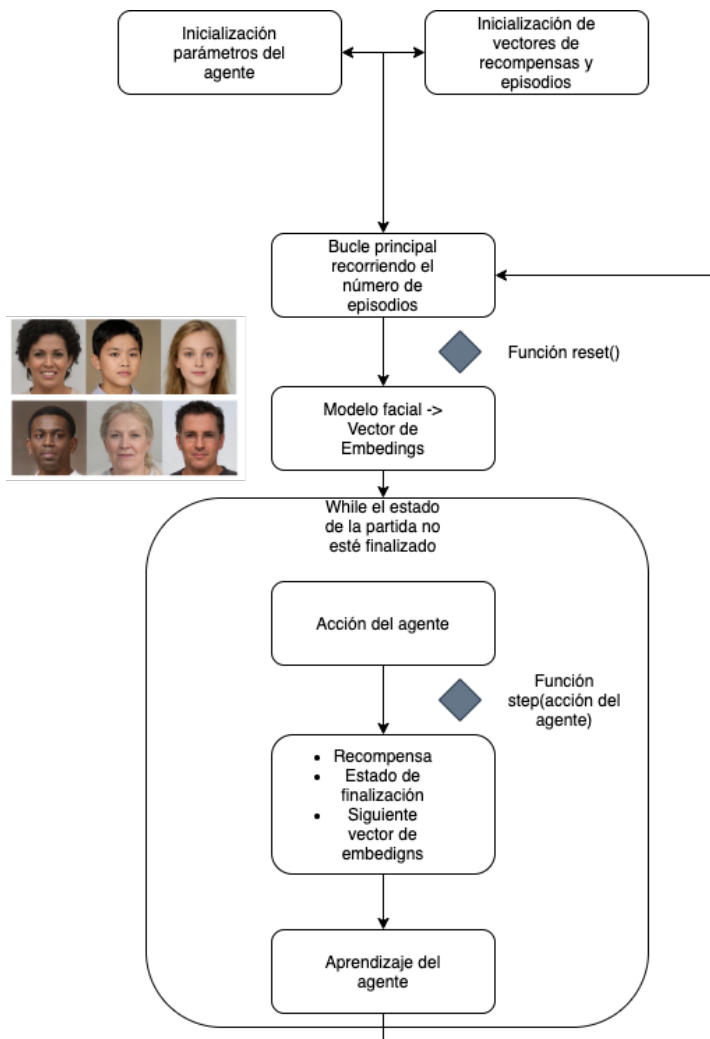 Inicialización
parámetros del
agente
Inicialización de
vectores de
recompensas y
episodios
Bucle principal
recorriendo el
número de
episodios
Función reset()
Modelo facial ->
Vector de
Embedings
While el estado
de la partida no
esté finalizado
Acción del agente
Función
step(acción del
agente)
• Recompensa
• Estado de
finalización
• Siguiente
vector de
embedigns
Aprendizaje del
agente